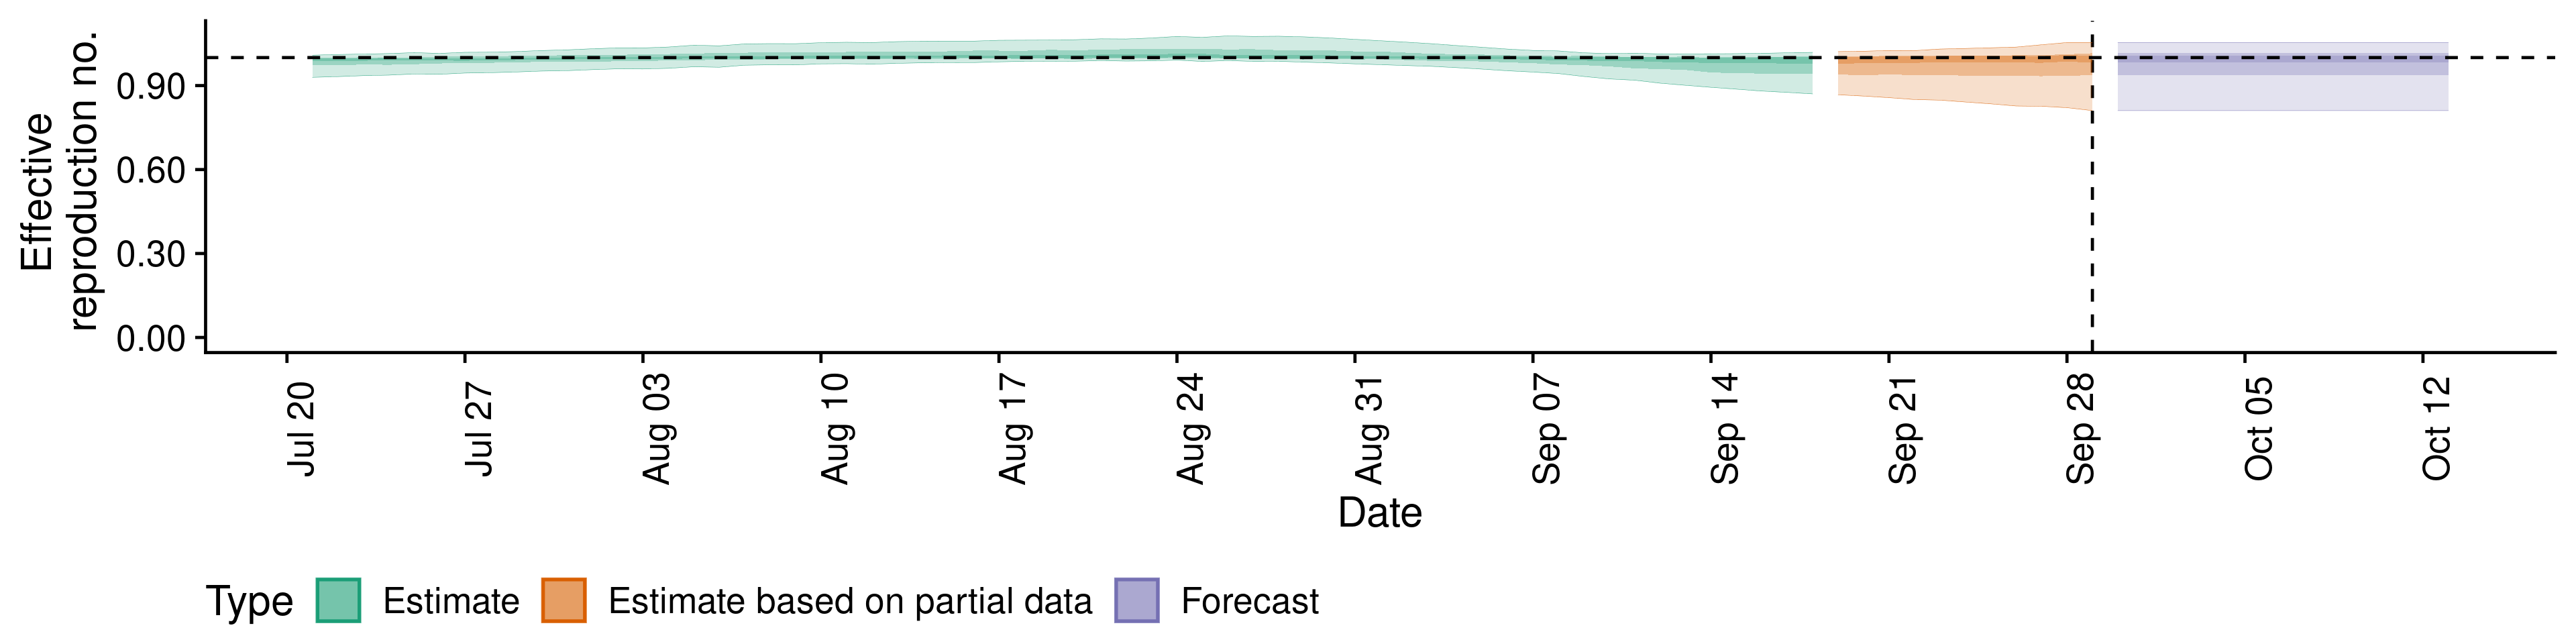 Effective
reproduction no.
0.90
0.60
0.30
0.00
Jul 20
Jul 27
Aug 03
Aug 10
Aug 17
Aug 24
Aug 31
Sep 07
Sep 14
Sep 21
Sep 28
Oct 05
Oct 12
Date
Type Estimate Estimate based on partial data Forecast